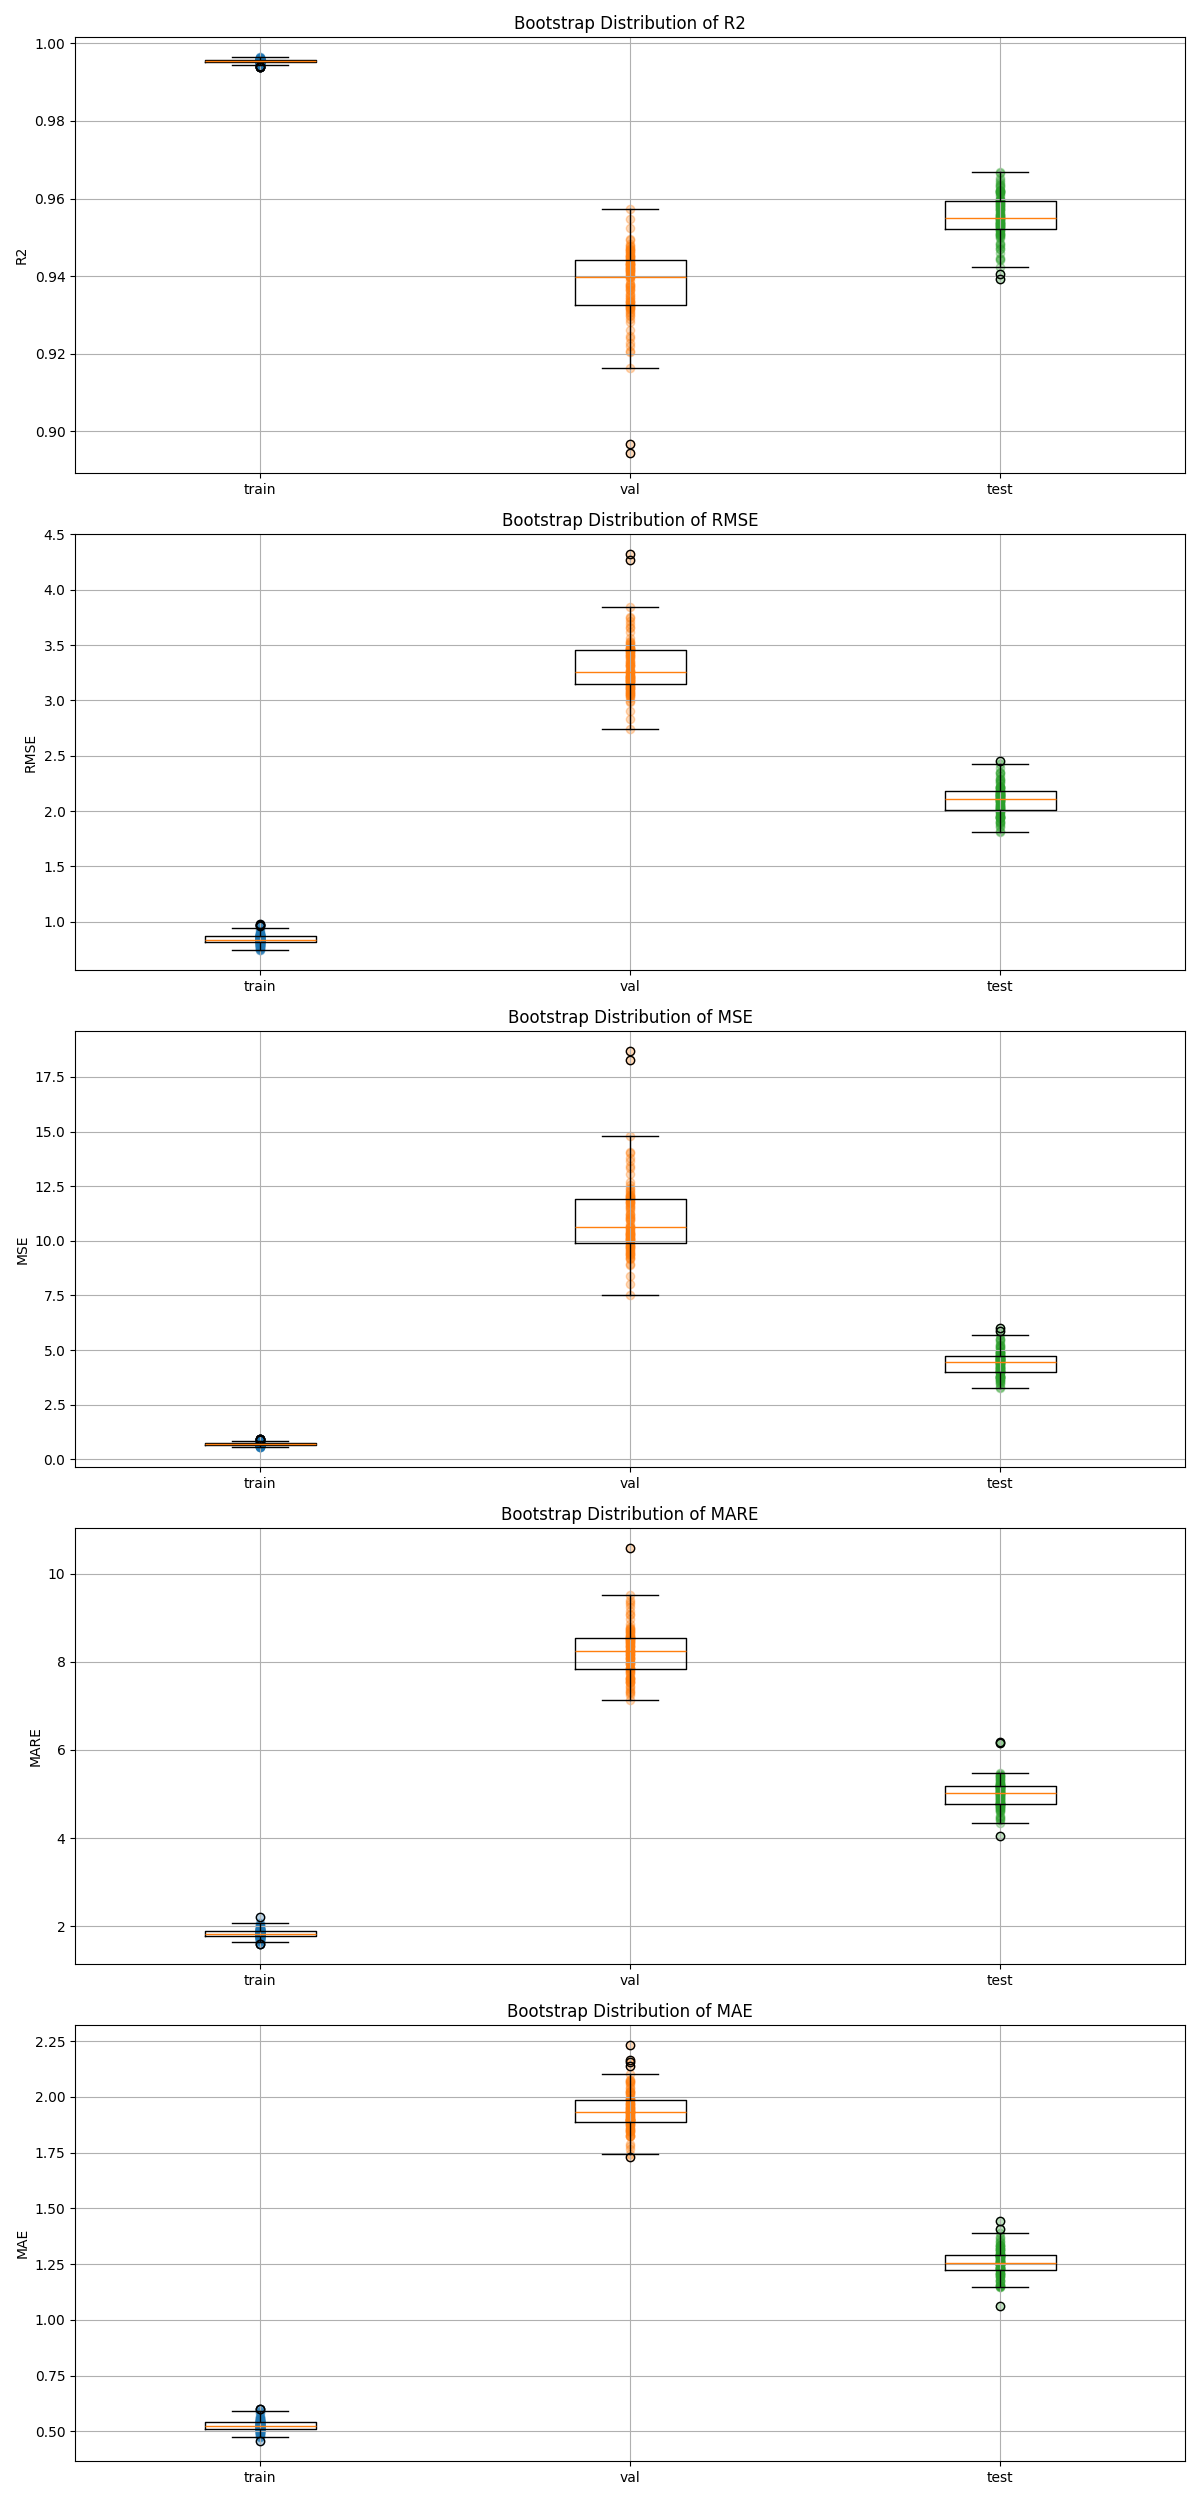 Bootstrap Distribution of R2
1.00
0.98
0.96
0.94
0.92
0.90
R2
train val test
Bootstrap Distribution of RMSE
4.5
4.0
3.5
3.0
2.5
2.0
1.5
1.0
RMSE
train val test
Bootstrap Distribution of MSE
17.5
15.0
12.5
10.0
7.5
5.0
2.5
0.0
MSE
train val test
Bootstrap Distribution of MARE
10
8
6
4
2
MARE
train val test
Bootstrap Distribution of MAE
2.25
2.00
1.75
1.50
1.25
1.00
0.75
0.50
MAE
train val test